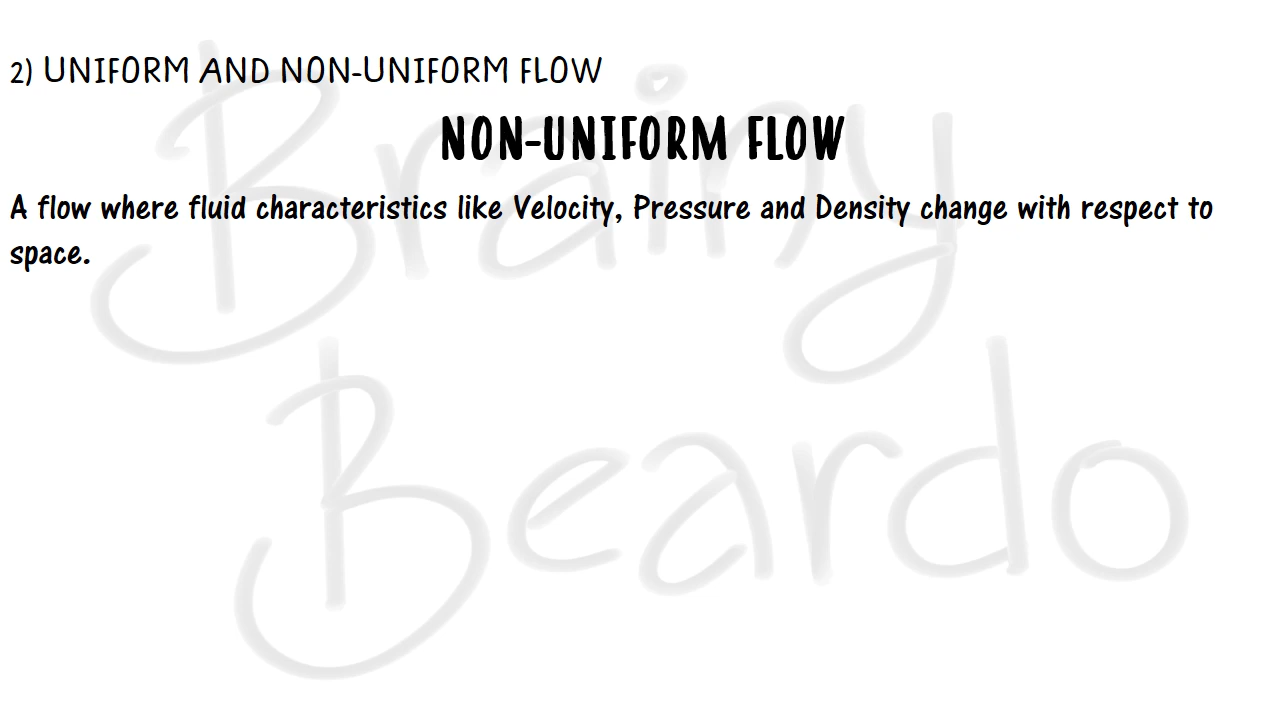 2) UNIFORM AND NON-UNIFORM FLOW
NON-UNIFORM FLOW
A flow where fluid characteristics like Velocity, Pressure and Density change with respect to
space.
Brainy
Beardo